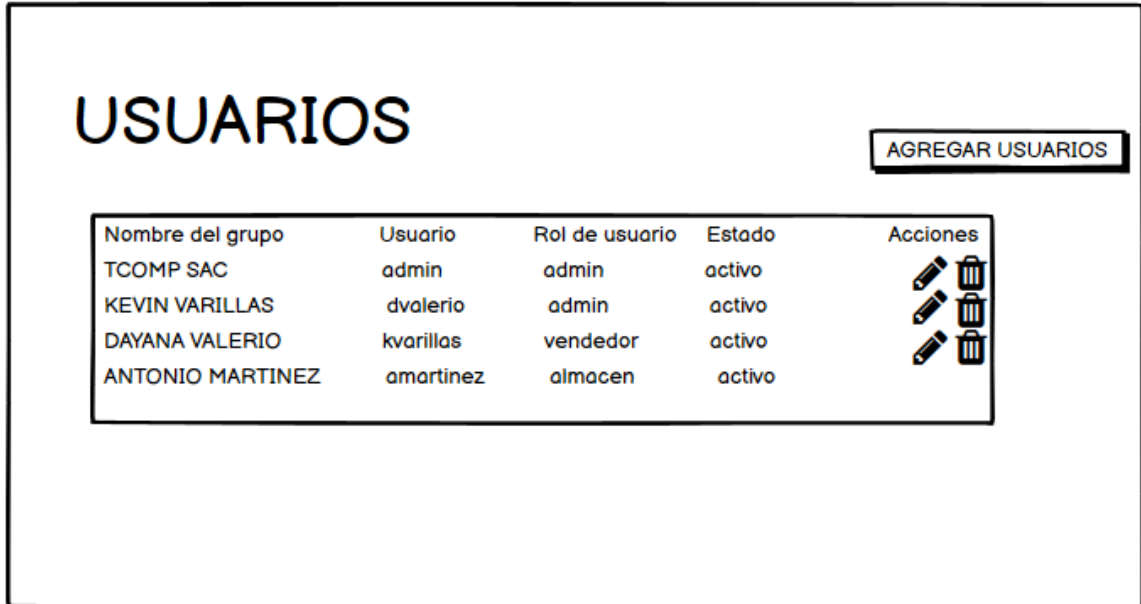 USUARIOS
AGREGAR USUARIOS
Nombre del grupo Usuario Rol de usuario Estado Acciones
TCOMP SAC admin admin activo
KEVIN VARILLAS dvalerio admin activo
DAYANA VALERIO kvarillas vendedor activo
ANTONIO MARTINEZ amartinez almacen activo